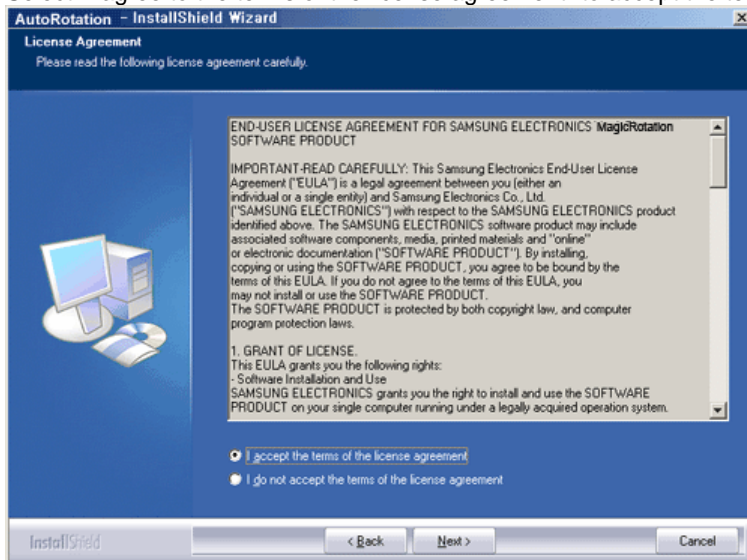 AutoRotation - InstallShield Wizard
License Agreement
Please read the following license agreement carefully.
END-USER LICENSE AGREEMENT FOR SAMSUNG ELECTRONICS MagicRotation
SOFTWARE PRODUCT
IMPORTANT-READ CAREFULLY: This Samsung Electronics End-User License
Agreement ("EULA") is a legal agreement between you (either an
individual or a single entity) and Samsung Electronics Co., Ltd.
("SAMSUNG ELECTRONICS") with respect to the SAMSUNG ELECTRONICS product
identified above. The SAMSUNG ELECTRONICS software product may include
associated software components, media, printed materials and "online"
or electronic documentation ("SOFTWARE PRODUCT"). By installing,
copying or using the SOFTWARE PRODUCT, you agree to be bound by the
terms of this EULA. If you do not agree to the terms of this EULA, you
may not install or use the SOFTWARE PRODUCT.
The SOFTWARE PRODUCT is protected by both copyright law, and computer
program protection laws.
1. GRANT OF LICENSE.
This EULA grants you the following rights:
- Software Installation and Use
SAMSUNG ELECTRONICS grants you the right to install and use the SOFTWARE
PRODUCT on your single computer running under a legally acquired operation system.
I accept the terms of the license agreement
I do not accept the terms of the license agreement
InstallShield
< Back
Next >
Cancel